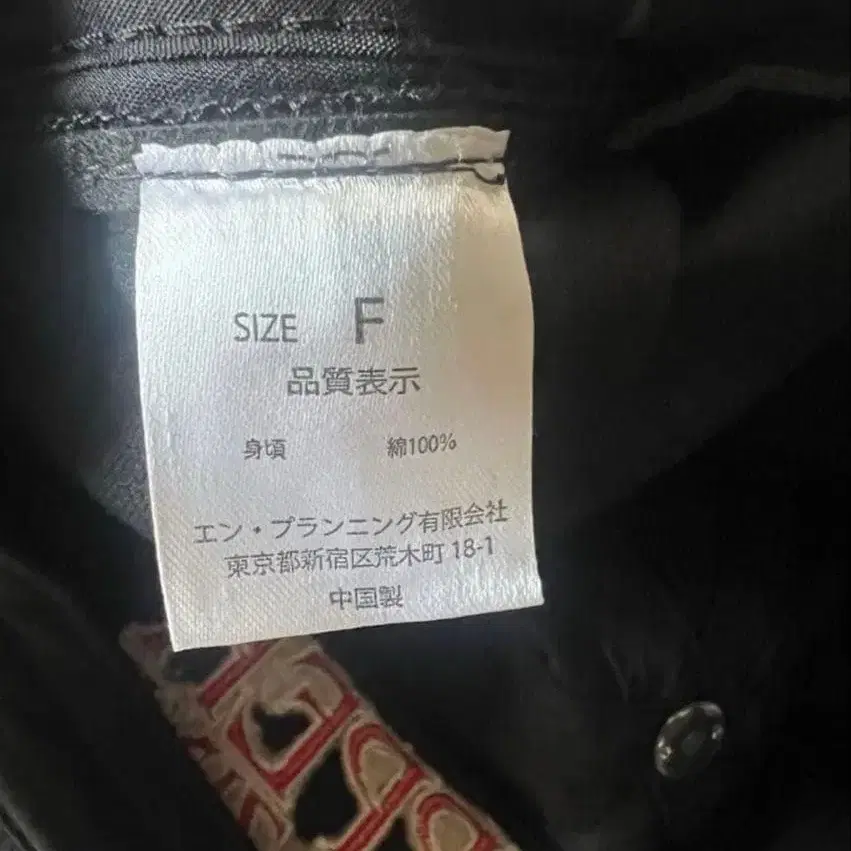 SIZE F
品質表示
身頃 綿100%
エン・プランニング有限会社
東京都新宿区荒木町 18-1
中国製